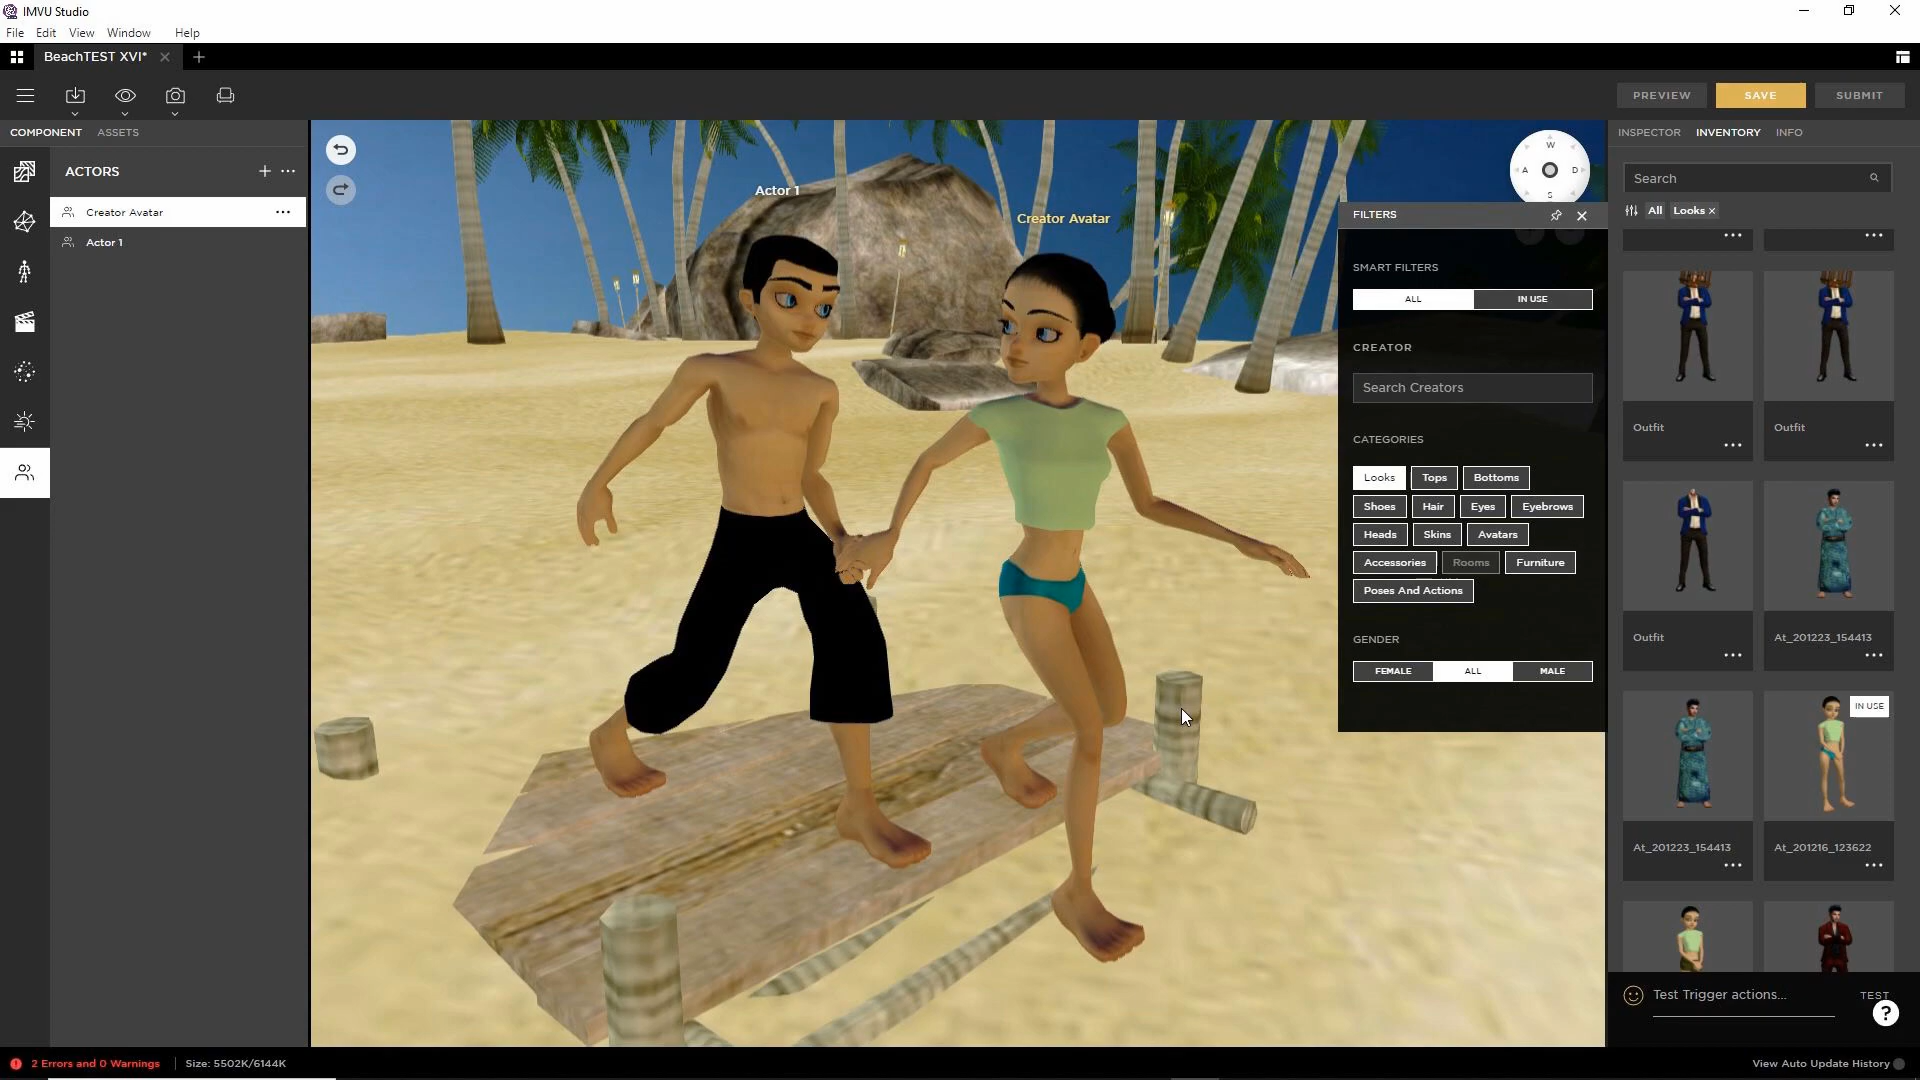 IMVU Studio
File Edit View Window Help
BeachTEST XVI*
PREVIEW SAVE SUBMIT
COMPONENT ASSETS
INSPECTOR INVENTORY INFO
ACTORS
Creator Avatar
Actor 1
Actor 1
Creator Avatar
W
A D
S
FILTERS
SMART FILTERS
ALL IN USE
CREATOR
Search Creators
CATEGORIES
Looks Tops Bottoms
Shoes Hair Eyes Eyebrows
Heads Skins Avatars
Accessories Rooms Furniture
Poses And Actions
GENDER
FEMALE ALL MALE
Search
All Looks ×
Outfit Outfit
Outfit At_201223_154413
IN USE
At_201223_154413 At_201216_123622
Test Trigger actions... TEST
?
2 Errors and 0 Warnings Size: 5502K/6144K
View Auto Update History